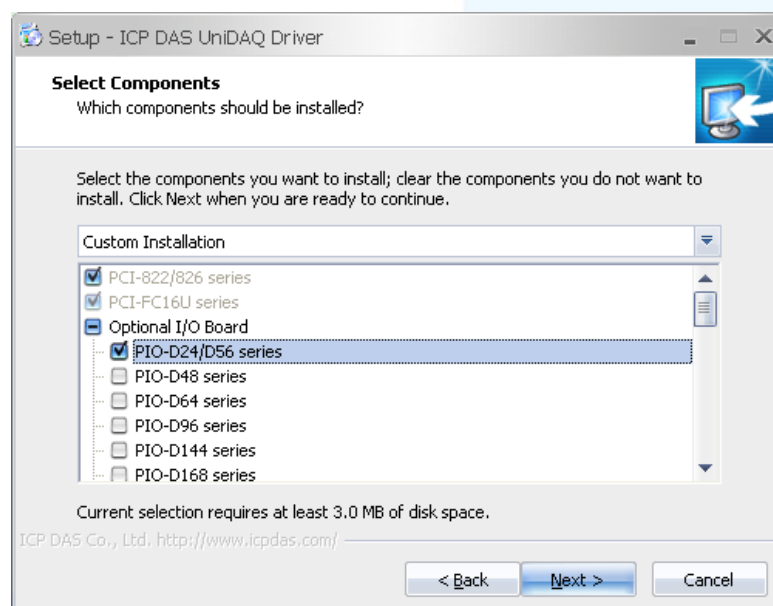 Setup - ICP DAS UniDAQ Driver
Select Components
Which components should be installed?
Select the components you want to install; clear the components you do not want to
install. Click Next when you are ready to continue.
Custom Installation
PCI-822/826 series
PCI-FC16U series
Optional I/O Board
PIO-D24/D56 series
PIO-D48 series
PIO-D64 series
PIO-D96 series
PIO-D144 series
PIO-D168 series
Current selection requires at least 3.0 MB of disk space.
ICP DAS Co., Ltd. http://www.icpdas.com/
< Back
Next >
Cancel